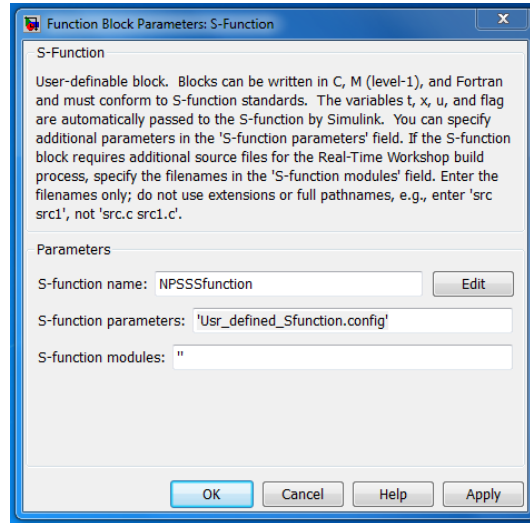 Function Block Parameters: S-Function
X
S-Function
User-definable block.  Blocks can be written in C, M (level-1), and Fortran
and must conform to S-function standards.  The variables t, x, u, and flag
are automatically passed to the S-function by Simulink.  You can specify
additional parameters in the 'S-function parameters' field. If the S-function
block requires additional source files for the Real-Time Workshop build
process, specify the filenames in the 'S-function modules' field. Enter the
filenames only; do not use extensions or full pathnames, e.g., enter 'src
src1', not 'src.c src1.c'.
Parameters
S-function name: NPSSSfunction Edit
S-function parameters: 'Usr_defined_Sfunction.config'
S-function modules: ''
OK Cancel Help Apply